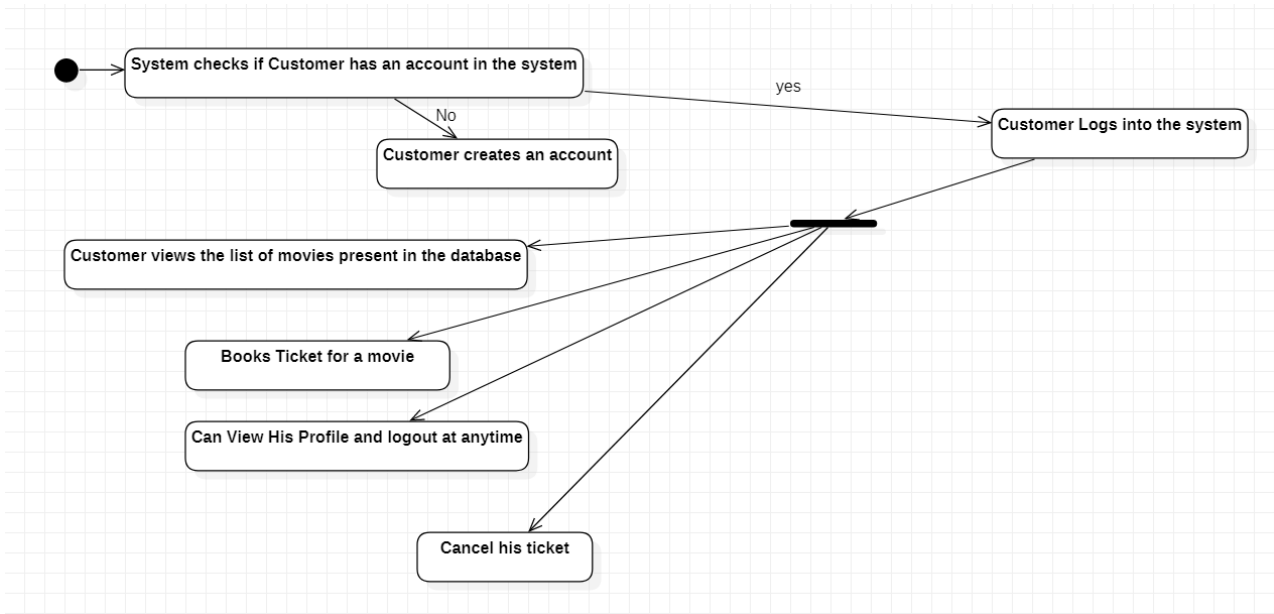 System checks if Customer has an account in the system
yes
No
Customer Logs into the system
Customer creates an account
Customer views the list of movies present in the database
Books Ticket for a movie
Can View His Profile and logout at anytime
Cancel his ticket